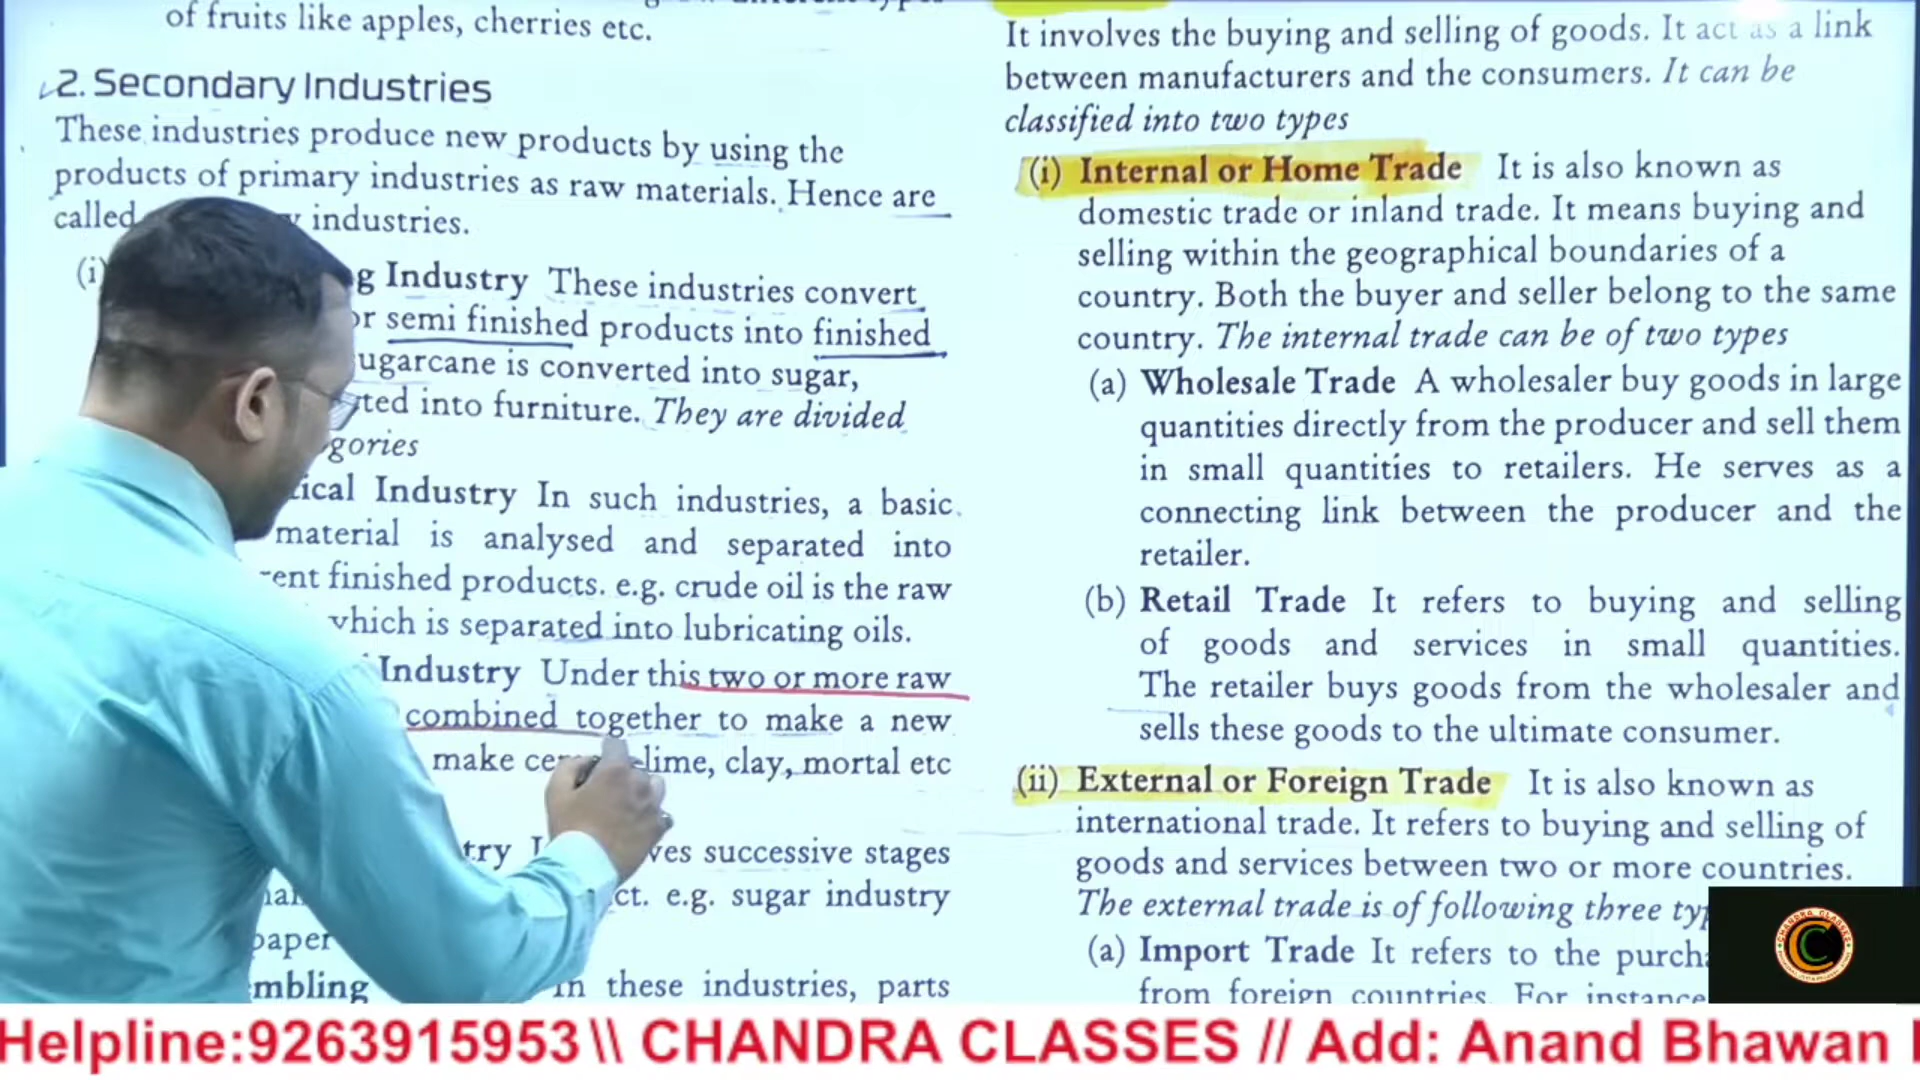 of fruits like apples, cherries etc.
2. Secondary Industries
These industries produce new products by using the
products of primary industries as raw materials. Hence are
called industries.
(i) Industry These industries convert
or semi finished products into finished
ugarcane is converted into sugar,
ted into furniture. They are divided
gories
ical Industry In such industries, a basic
material is analysed and separated into
rent finished products. e.g. crude oil is the raw
which is separated into lubricating oils.
Industry Under this two or more raw
combined together to make a new
make lime, clay, mortal etc
try successive stages
ct. e.g. sugar industry
paper
mbling In these industries, parts
It involves the buying and selling of goods. It act as a link
between manufacturers and the consumers. It can be
classified into two types
(i) Internal or Home Trade It is also known as
domestic trade or inland trade. It means buying and
selling within the geographical boundaries of a
country. Both the buyer and seller belong to the same
country. The internal trade can be of two types
(a) Wholesale Trade A wholesaler buy goods in large
quantities directly from the producer and sell them
in small quantities to retailers. He serves as a
connecting link between the producer and the
retailer.
(b) Retail Trade It refers to buying and selling
of goods and services in small quantities.
The retailer buys goods from the wholesaler and
sells these goods to the ultimate consumer.
(ii) External or Foreign Trade It is also known as
international trade. It refers to buying and selling of
goods and services between two or more countries.
The external trade is of following three
(a) Import Trade It refers to the
from foreign countries. For instance
CHANDRA CLASSES
Helpline:9263915953 \\ CHANDRA CLASSES // Add: Anand Bhawan